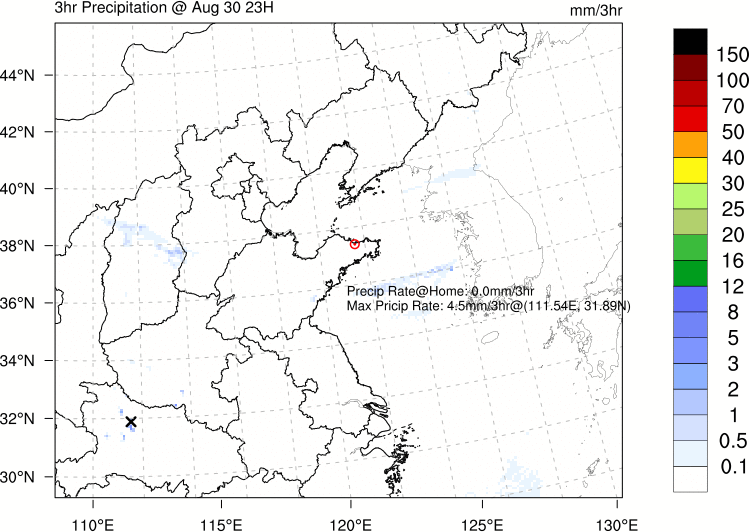 3hr Precipitation @ Aug 30 23H
mm/3hr
44°N
42°N
40°N
38°N
36°N
34°N
32°N
30°N
Precip Rate@Home: 0.0mm/3hr
Max Pricip Rate: 4.5mm/3hr@(111.54E, 31.89N)
110°E
115°E
120°E
125°E
130°E
150
100
70
50
40
30
25
20
16
12
8
5
3
2
1
0.5
0.1